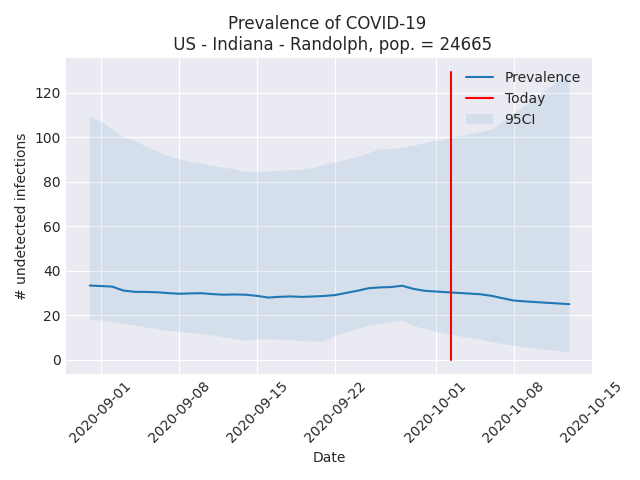 Prevalence of COVID-19
US - Indiana - Randolph, pop. = 24665
# undetected infections
120
100
80
60
40
20
0
Prevalence
Today
95CI
2020-09-01
2020-09-08
2020-09-15
2020-09-22
2020-10-01
2020-10-08
2020-10-15
Date